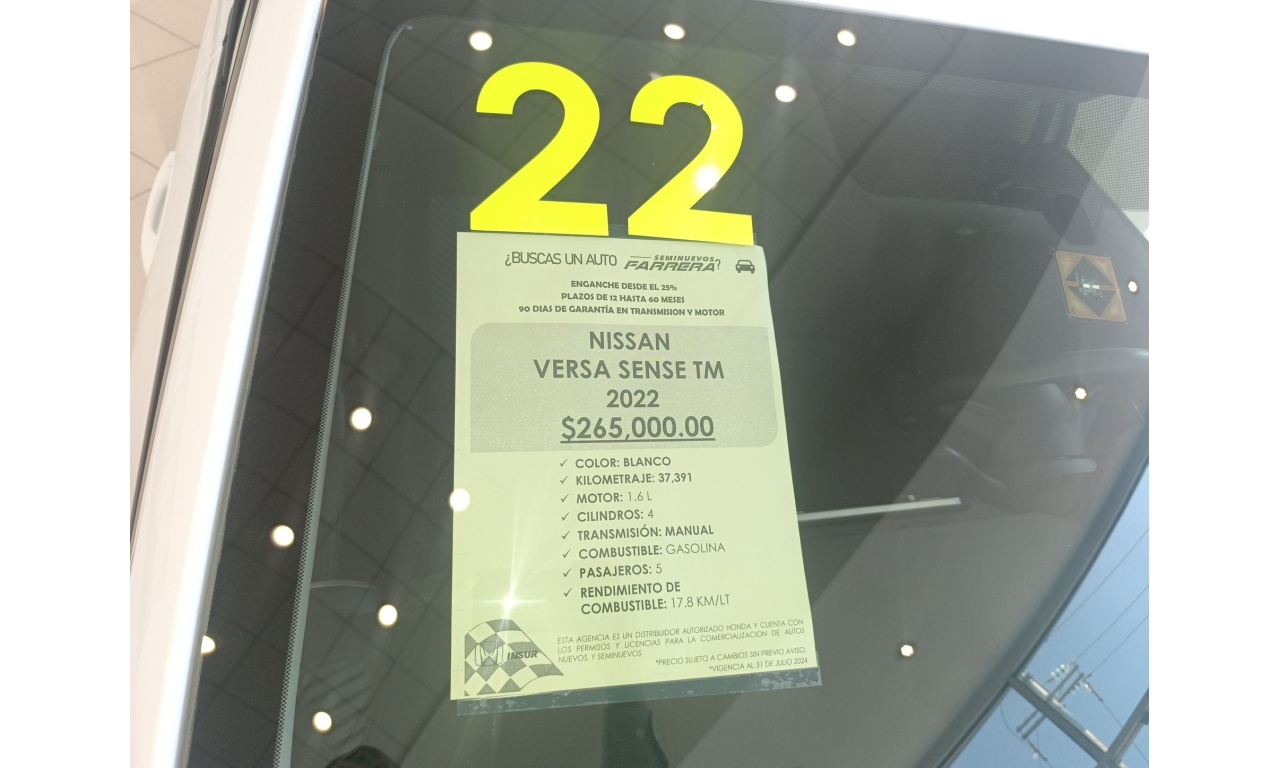 22
¿BUSCAS UN AUTO SEMINUEVOS FARRERA?
ENGANCHE DESDE EL 25%
PLAZOS DE 12 HASTA 60 MESES
90 DIAS DE GARANTÍA EN TRANSMISION Y MOTOR
NISSAN
VERSA SENSE TM
2022
$265,000.00
✓ COLOR: BLANCO
✓ KILOMETRAJE: 37,391
✓ MOTOR: 1.6 L
✓ CILINDROS: 4
✓ TRANSMISIÓN: MANUAL
✓ COMBUSTIBLE: GASOLINA
✓ PASAJEROS: 5
✓ RENDIMIENTO DE
COMBUSTIBLE: 17.8 KM/LT
INSUR
ESTA AGENCIA ES UN DISTRIBUIDOR AUTORIZADO HONDA Y CUENTA CON
LOS PERMISOS Y LICENCIAS PARA LA COMERCIALIZACION DE AUTOS
NUEVOS, Y SEMINUEVOS
*PRECIO SUJETO A CAMBIOS SIN PREVIO AVISO.
*VIGENCIA AL 31 DE JULIO 2024